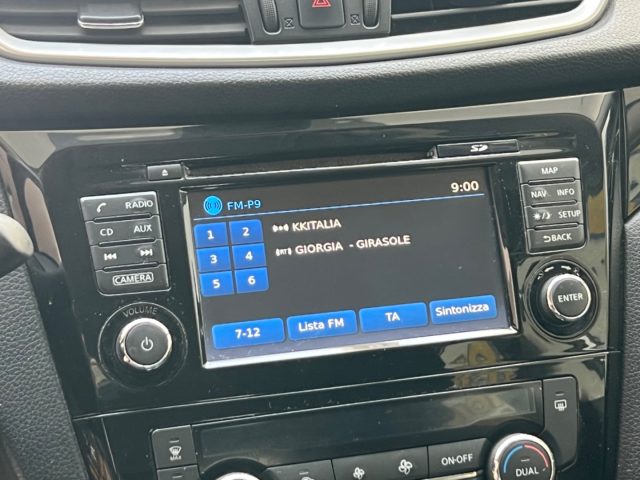 SD
RADIO
CD AUX
CAMERA
VOLUME
FM-P9 9:00
1 2
3 4
5 6
KKITALIA
GIORGIA - GIRASOLE
7-12 Lista FM TA Sintonizza
MAP
NAV INFO
SETUP
BACK
ENTER
MAX
ON·OFF
DUAL